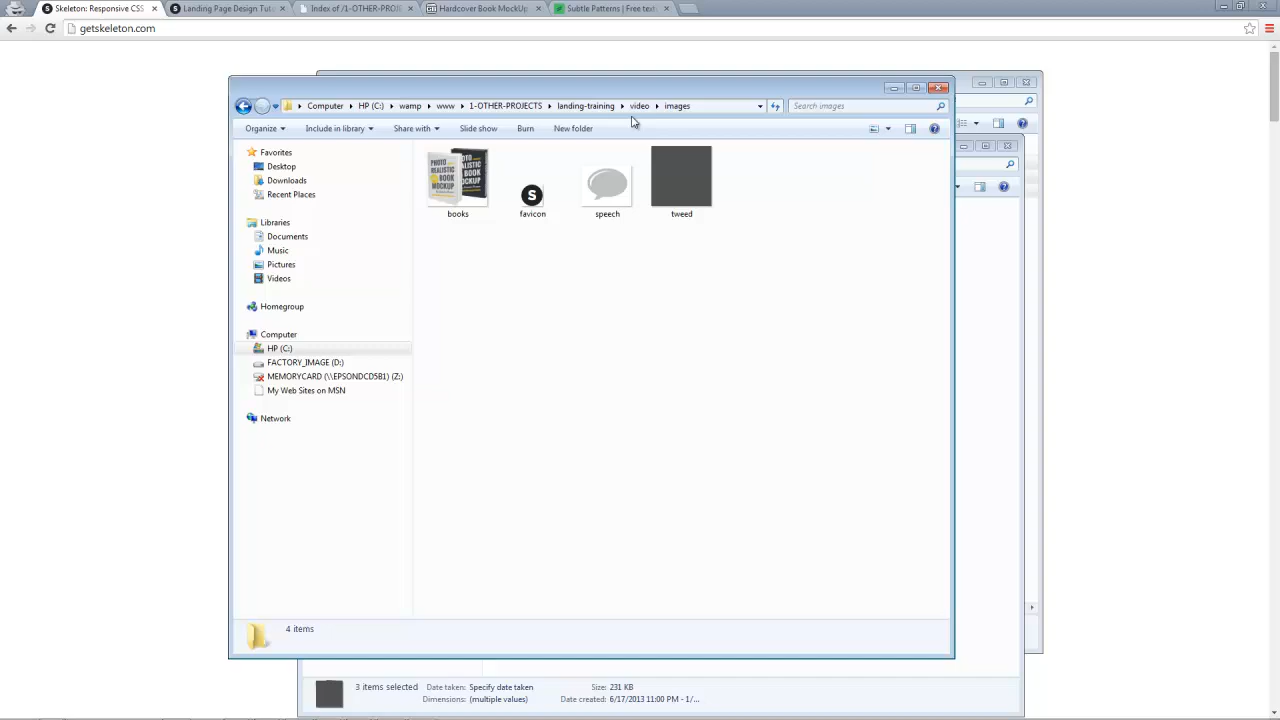 Skeleton: Responsive CSS
Landing Page Design Tut
Index of /1-OTHER-PROJE
Hardcover Book MockUp
Subtle Patterns | Free text
getskeleton.com
Computer HP (C:) wamp www 1-OTHER-PROJECTS landing-training video images
Search images
Organize Include in library Share with Slide show Burn New folder
Favorites
Desktop
Downloads
Recent Places
Libraries
Documents
Music
Pictures
Videos
Homegroup
Computer
HP (C:)
FACTORY_IMAGE (D:)
MEMORYCARD (\\EPSONDCD5B1) (Z:)
My Web Sites on MSN
Network
PHOTO REALISTIC BOOK MOCKUP
S
books
favicon
speech
tweed
4 items
3 items selected Date taken: Specify date taken Size: 231 KB
Dimensions: (multiple values) Date created: 6/17/2013 11:00 PM - 1/...